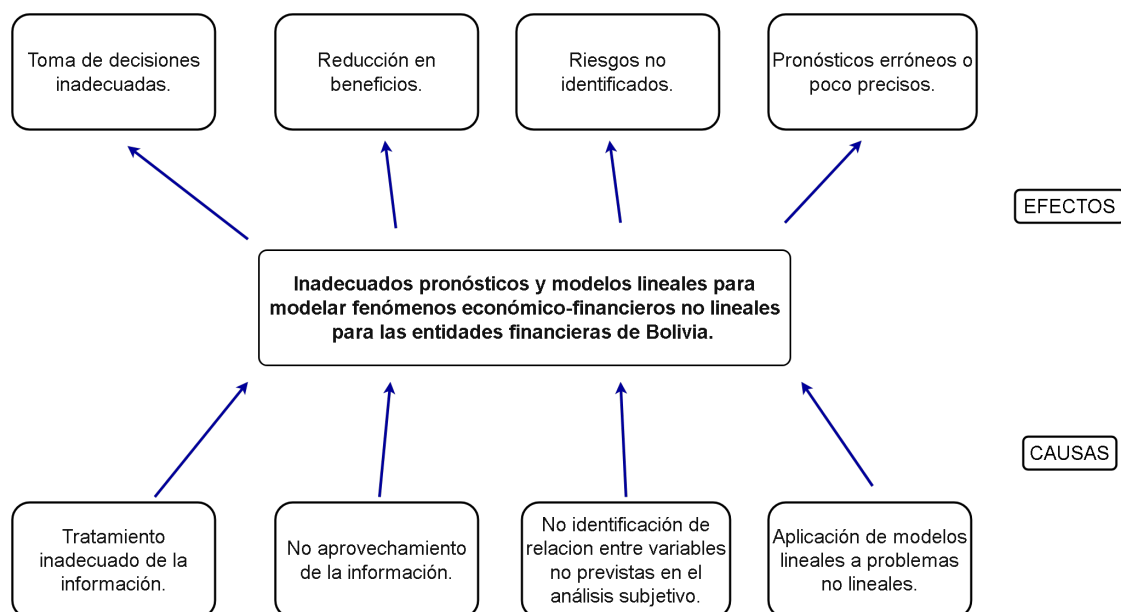 Toma de decisiones
inadecuadas.
Reducción en
beneficios.
Riesgos no
identificados.
Pronósticos erróneos o
poco precisos.
EFECTOS
Inadecuados pronósticos y modelos lineales para
modelar fenómenos económico-financieros no lineales
para las entidades financieras de Bolivia.
CAUSAS
Tratamiento
inadecuado de la
información.
No aprovechamiento
de la información.
No identificación de
relacion entre variables
no previstas en el
análisis subjetivo.
Aplicación de modelos
lineales a problemas
no lineales.